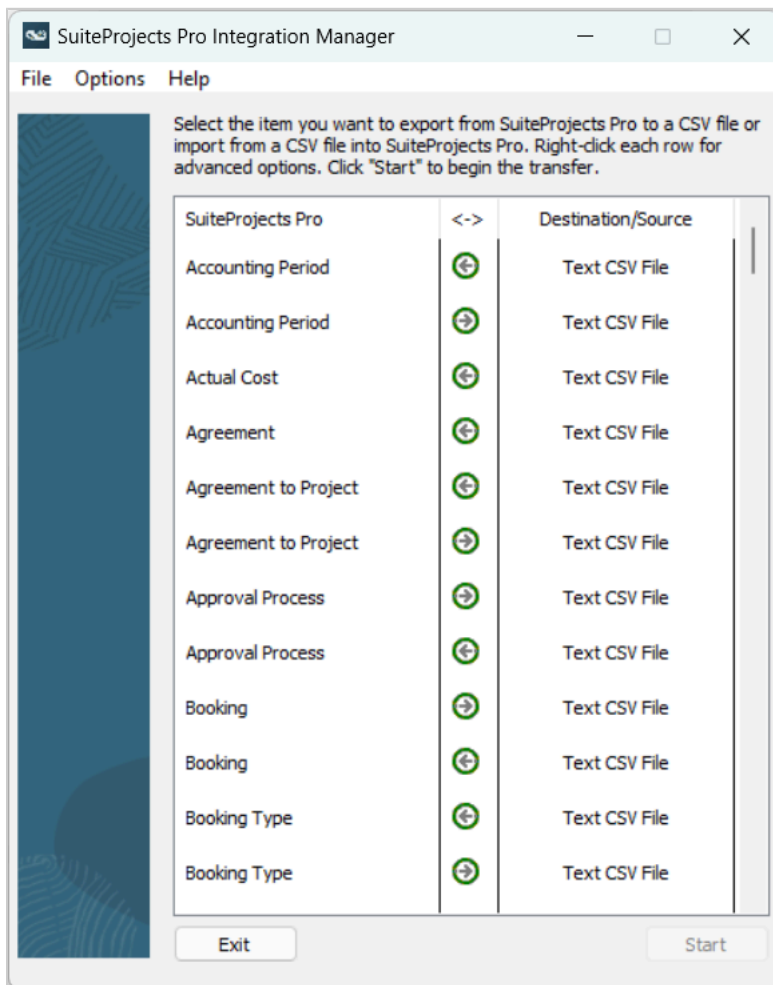 SuiteProjects Pro Integration Manager
File Options Help
Select the item you want to export from SuiteProjects Pro to a CSV file or
import from a CSV file into SuiteProjects Pro. Right-click each row for
advanced options. Click "Start" to begin the transfer.
SuiteProjects Pro <-> Destination/Source
Accounting Period Text CSV File
Accounting Period Text CSV File
Actual Cost Text CSV File
Agreement Text CSV File
Agreement to Project Text CSV File
Agreement to Project Text CSV File
Approval Process Text CSV File
Approval Process Text CSV File
Booking Text CSV File
Booking Text CSV File
Booking Type Text CSV File
Booking Type Text CSV File
Exit Start